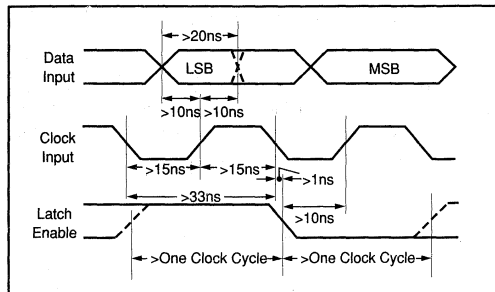 >20ns
Data Input
LSB
MSB
>10ns >10ns
Clock Input
>15ns >15ns
>1ns
>33ns
>10ns
Latch Enable
>One Clock Cycle >One Clock Cycle